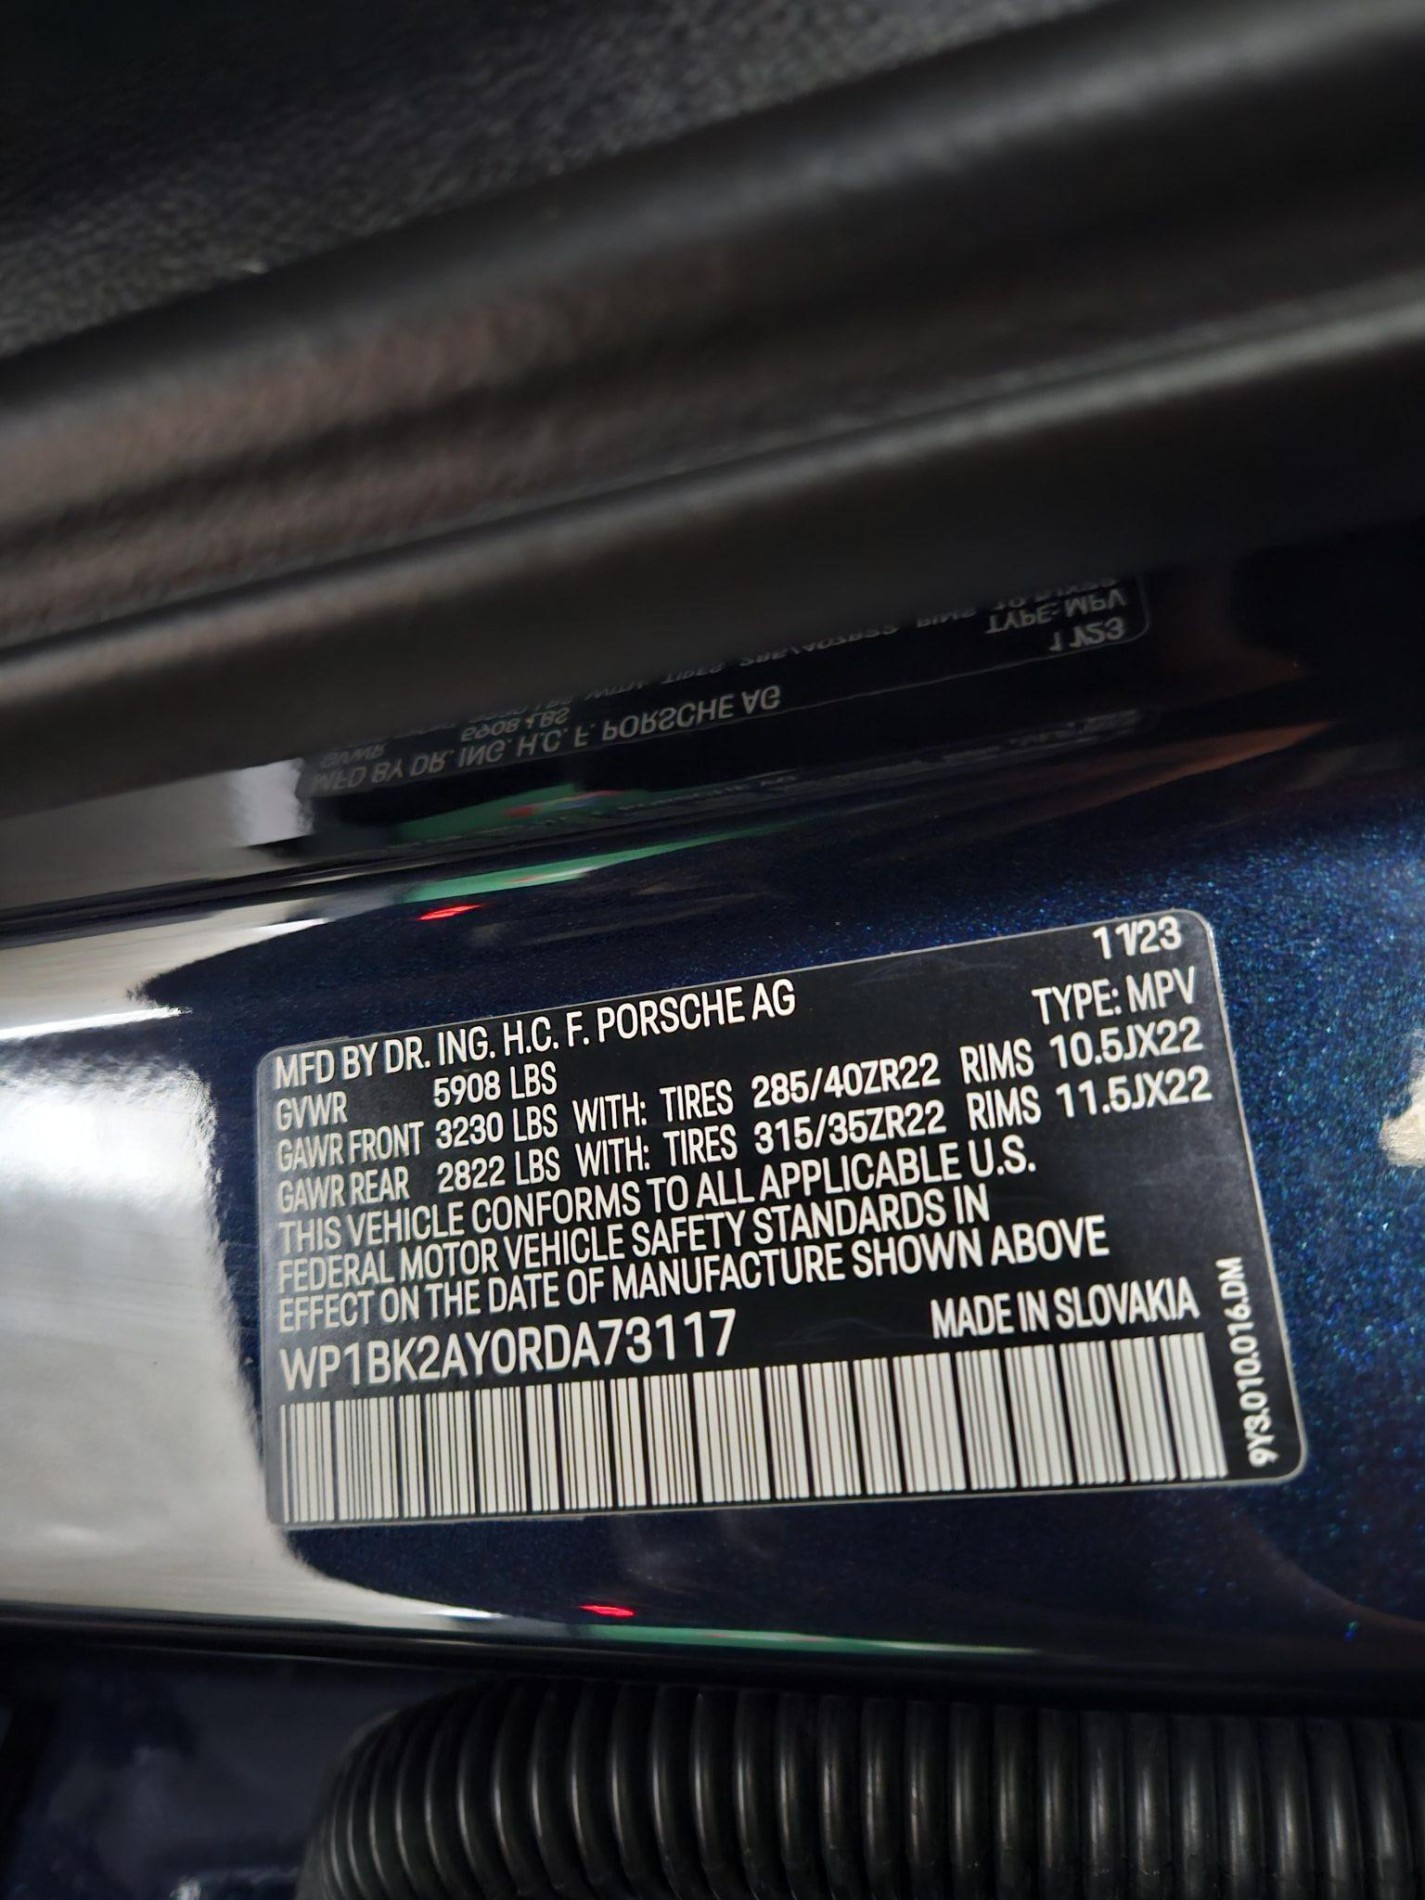 11/23
MFD BY DR. ING. H.C. F. PORSCHE AG
TYPE: MPV
GVWR 5908 LBS
GAWR FRONT 3230 LBS WITH: TIRES 285/40ZR22 RIMS 10.5JX22
GAWR REAR 2822 LBS WITH: TIRES 315/35ZR22 RIMS 11.5JX22
THIS VEHICLE CONFORMS TO ALL APPLICABLE U.S.
FEDERAL MOTOR VEHICLE SAFETY STANDARDS IN
EFFECT ON THE DATE OF MANUFACTURE SHOWN ABOVE
WP1BK2AY0RDA73117
MADE IN SLOVAKIA
9Y3.010.016.DM